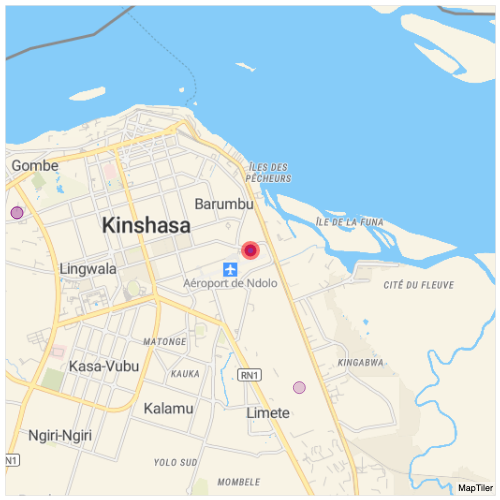 Gombe
ÎLES DES
PÊCHEURS
Barumbu
Kinshasa
ÎLE DE LA FUNA
Lingwala
Aéroport de Ndolo
CITÉ DU FLEUVE
MATONGE
KINGABWA
Kasa-Vubu
KAUKA
RN1
Kalamu
Limete
Ngiri-Ngiri
N1
YOLO SUD
MOMBELE
MapTiler